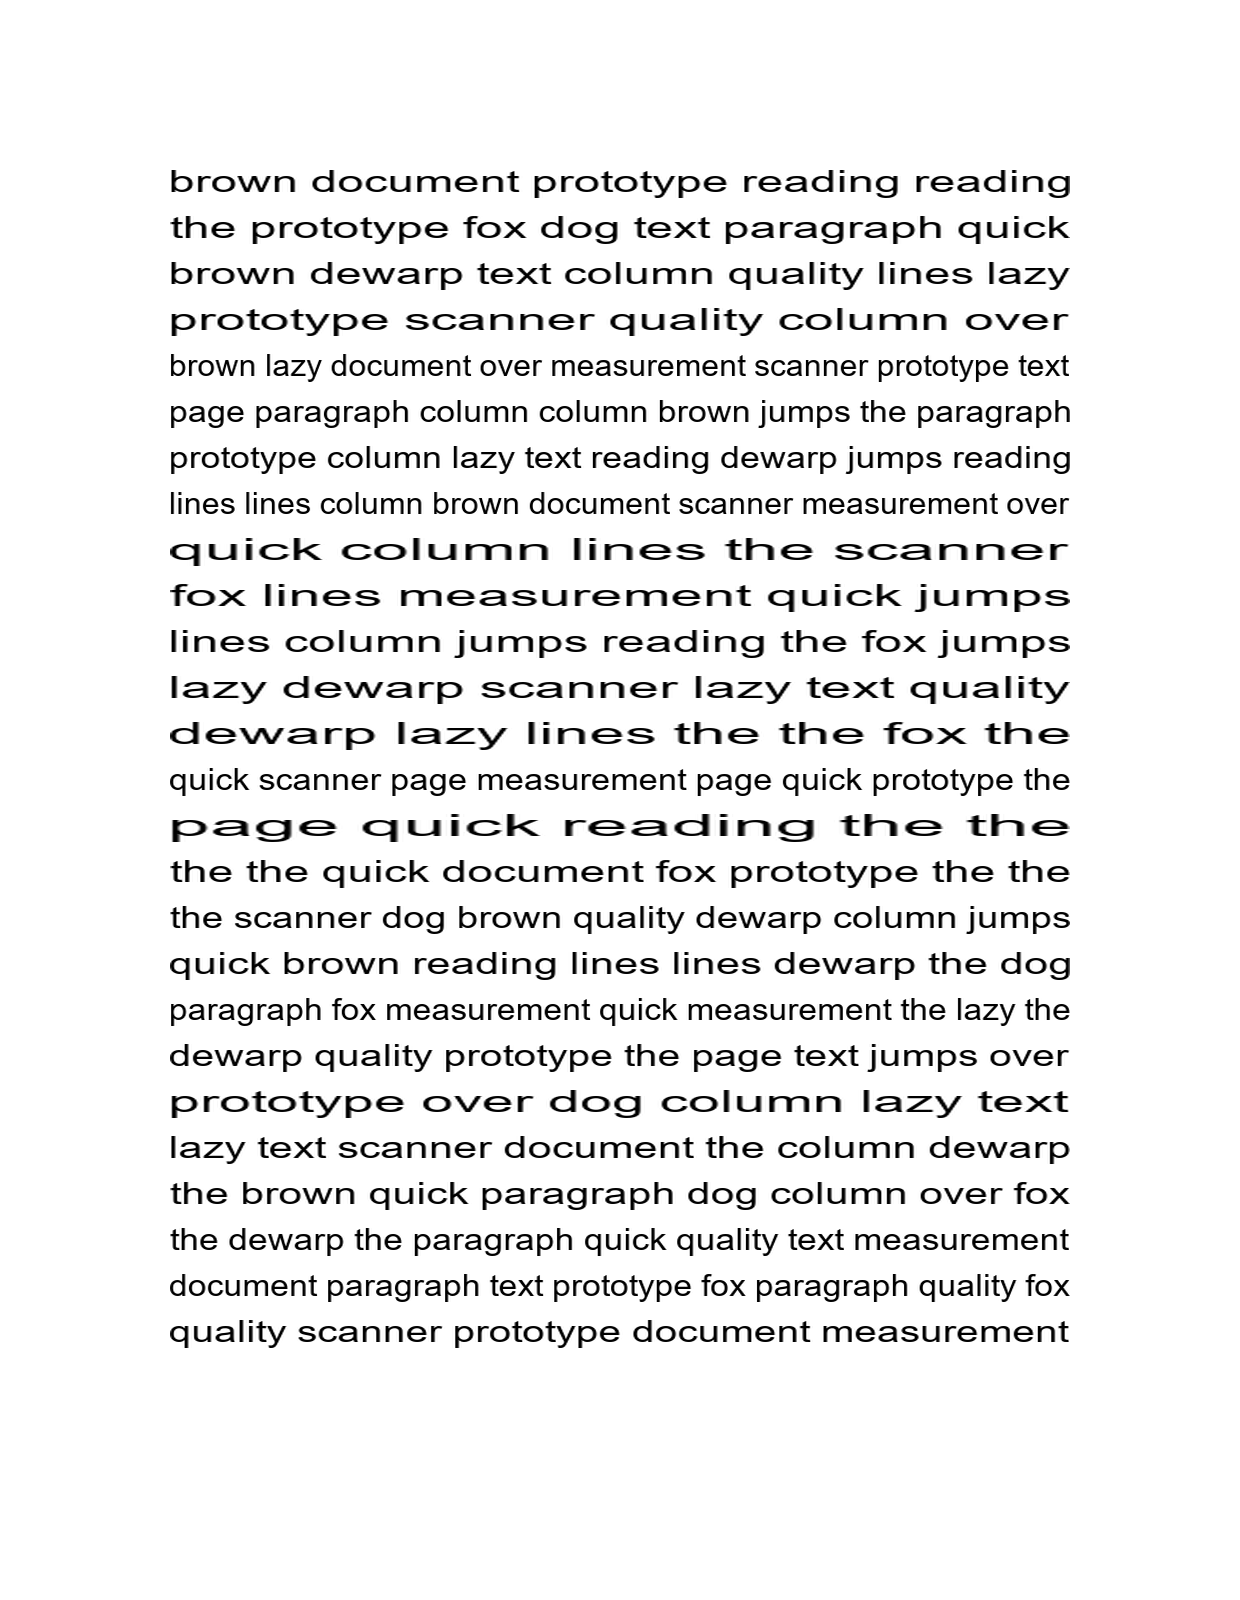 brown document prototype reading reading
the prototype fox dog text paragraph quick
brown dewarp text column quality lines lazy
prototype scanner quality column over
brown lazy document over measurement scanner prototype text
page paragraph column column brown jumps the paragraph
prototype column lazy text reading dewarp jumps reading
lines lines column brown document scanner measurement over
quick column lines the scanner
fox lines measurement quick jumps
lines column jumps reading the fox jumps
lazy dewarp scanner lazy text quality
dewarp lazy lines the the fox the
quick scanner page measurement page quick prototype the
page quick reading the the
the the quick document fox prototype the the
the scanner dog brown quality dewarp column jumps
quick brown reading lines lines dewarp the dog
paragraph fox measurement quick measurement the lazy the
dewarp quality prototype the page text jumps over
prototype over dog column lazy text
lazy text scanner document the column dewarp
the brown quick paragraph dog column over fox
the dewarp the paragraph quick quality text measurement
document paragraph text prototype fox paragraph quality fox
quality scanner prototype document measurement